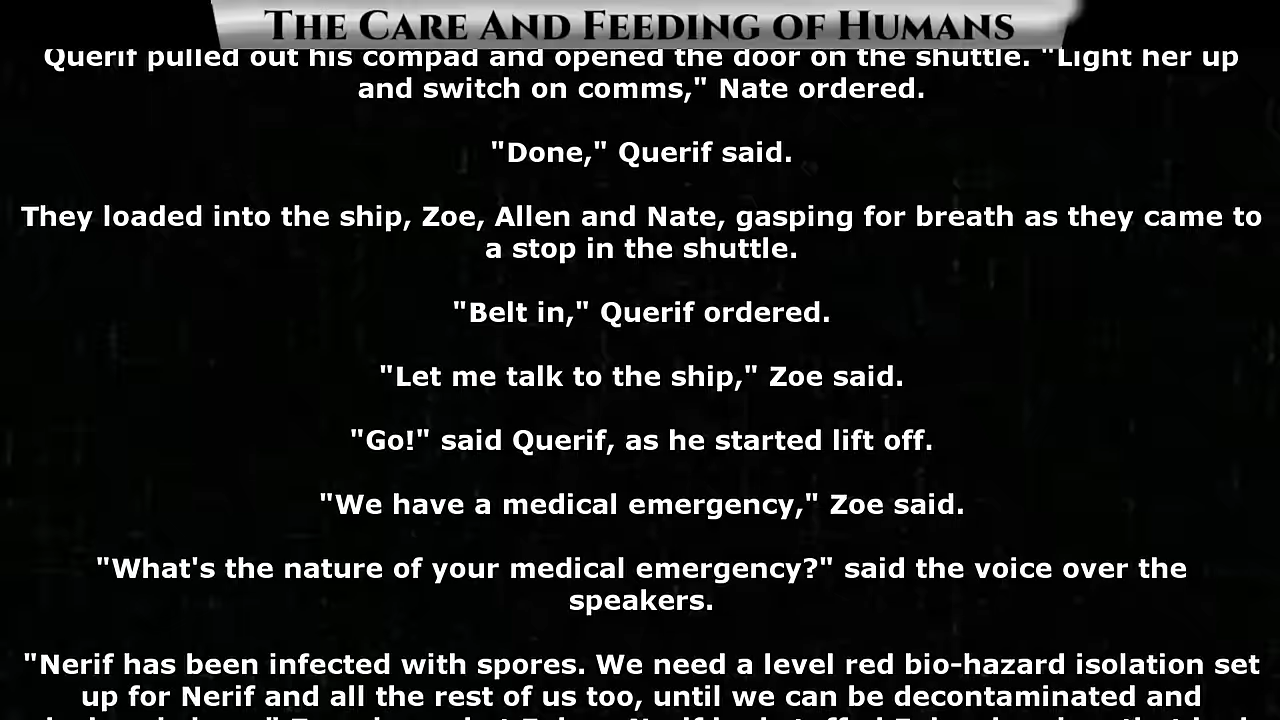 The Care And Feeding of Humans
Querif pulled out his compad and opened the door on the shuttle. "Light her up
and switch on comms," Nate ordered.
"Done," Querif said.
They loaded into the ship, Zoe, Allen and Nate, gasping for breath as they came to
a stop in the shuttle.
"Belt in," Querif ordered.
"Let me talk to the ship," Zoe said.
"Go!" said Querif, as he started lift off.
"We have a medical emergency," Zoe said.
"What's the nature of your medical emergency?" said the voice over the
speakers.
"Nerif has been infected with spores. We need a level red bio-hazard isolation set
up for Nerif and all the rest of us too, until we can be decontaminated and